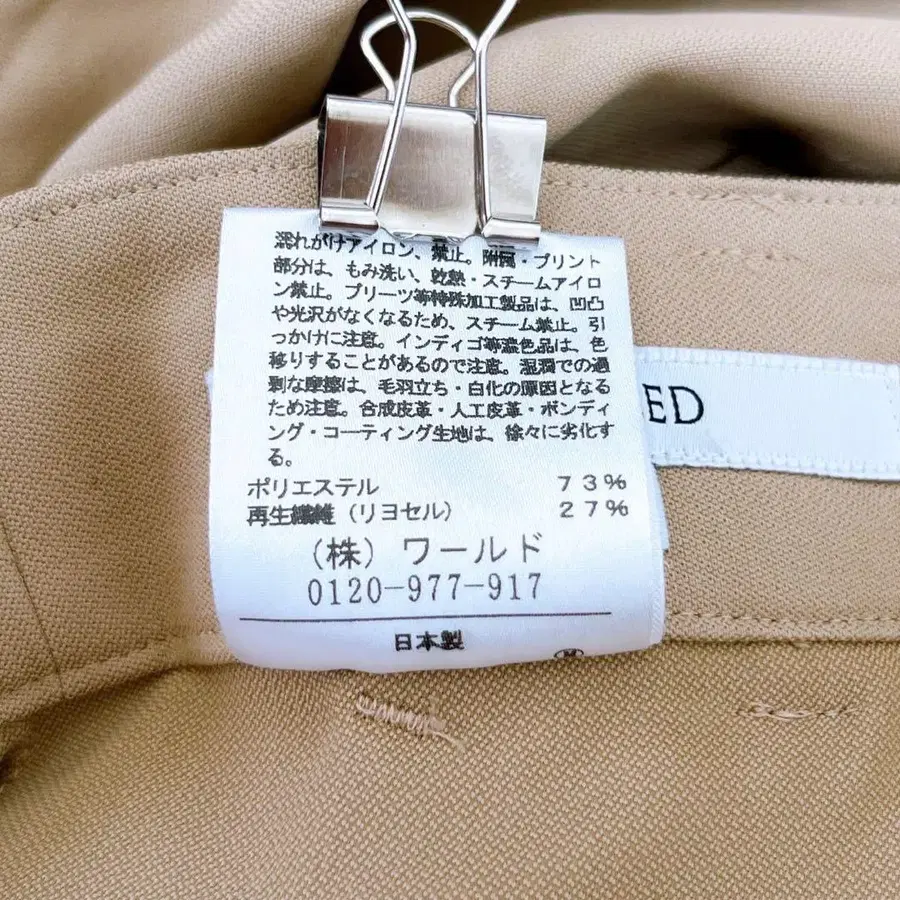 濡れがけアイロン、禁止。附属・プリント
部分は、もみ洗い、乾熱・スチームアイロ
ン禁止。プリーツ等特殊加工製品は、凹凸
や光沢がなくなるため、スチーム禁止。引
っかけに注意。インディゴ等濃色品は、色
移りすることがあるので注意。湿潤での過
剰な摩擦は、毛羽立ち・白化の原因となる
ため注意。合成皮革・人工皮革・ボンディ
ング・コーティング生地は、徐々に劣化す
る。
ED
ポリエステル 73%
再生繊維（リヨセル） 27%
（株）ワールド
0120-977-917
日本製